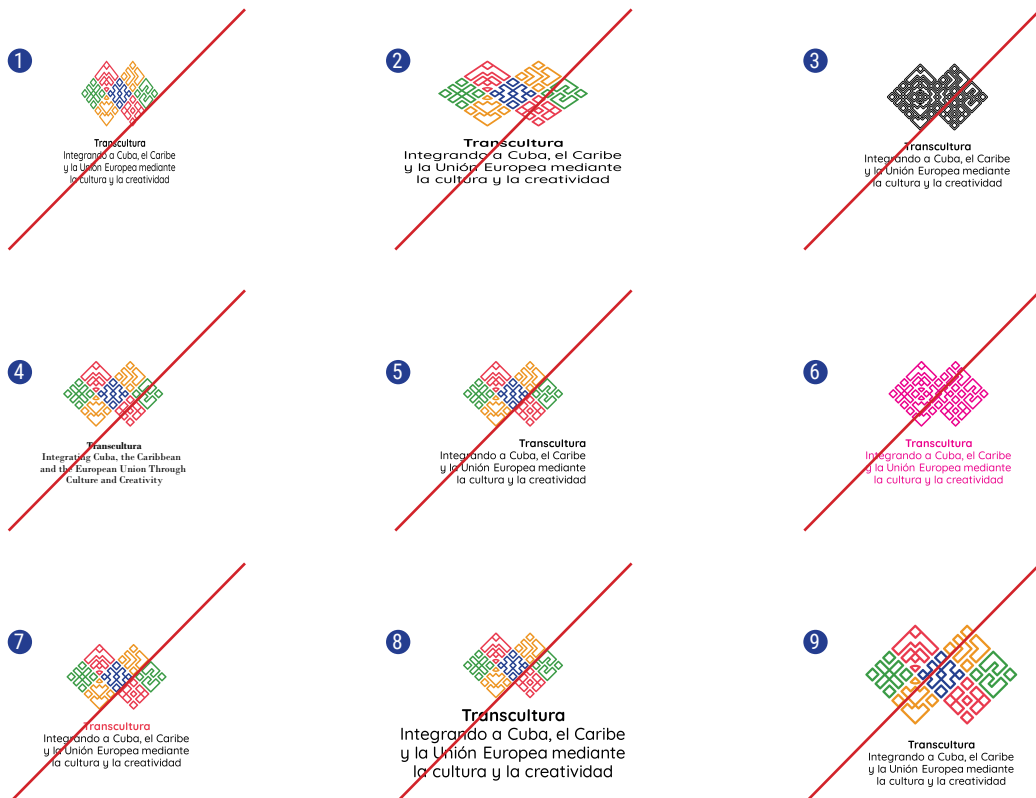 1
Transcultura
Integrando a Cuba, el Caribe
y la Unión Europea mediante
la cultura y la creatividad
2
Transcultura
Integrando a Cuba, el Caribe
y la Unión Europea mediante
la cultura y la creatividad
3
Transcultura
Integrando a Cuba, el Caribe
y la Unión Europea mediante
la cultura y la creatividad
4
Transcultura
Integrating Cuba, the Caribbean
and the European Union Through
Culture and Creativity
5
Transcultura
Integrando a Cuba, el Caribe
y la Unión Europea mediante
la cultura y la creatividad
6
Transcultura
Integrando a Cuba, el Caribe
y la Unión Europea mediante
la cultura y la creatividad
7
Transcultura
Integrando a Cuba, el Caribe
y la Unión Europea mediante
la cultura y la creatividad
8
Transcultura
Integrando a Cuba, el Caribe
y la Unión Europea mediante
la cultura y la creatividad
9
Transcultura
Integrando a Cuba, el Caribe
y la Unión Europea mediante
la cultura y la creatividad